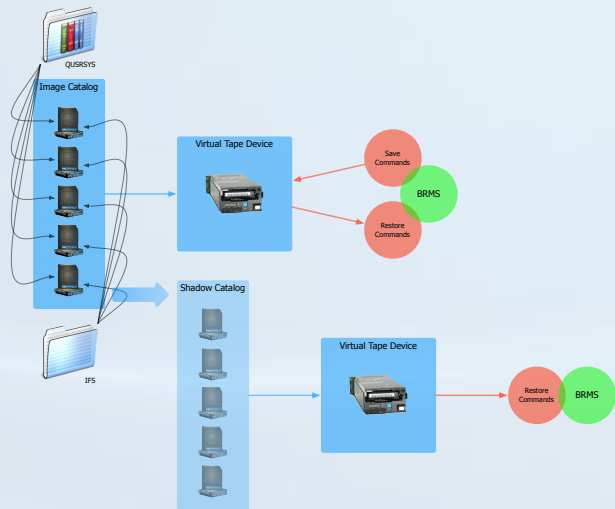 QUSRSYS
Image Catalog
Virtual Tape Device
Save
Commands
BRMS
Restore
Commands
Shadow Catalog
IFS
Virtual Tape Device
Restore
Commands
BRMS